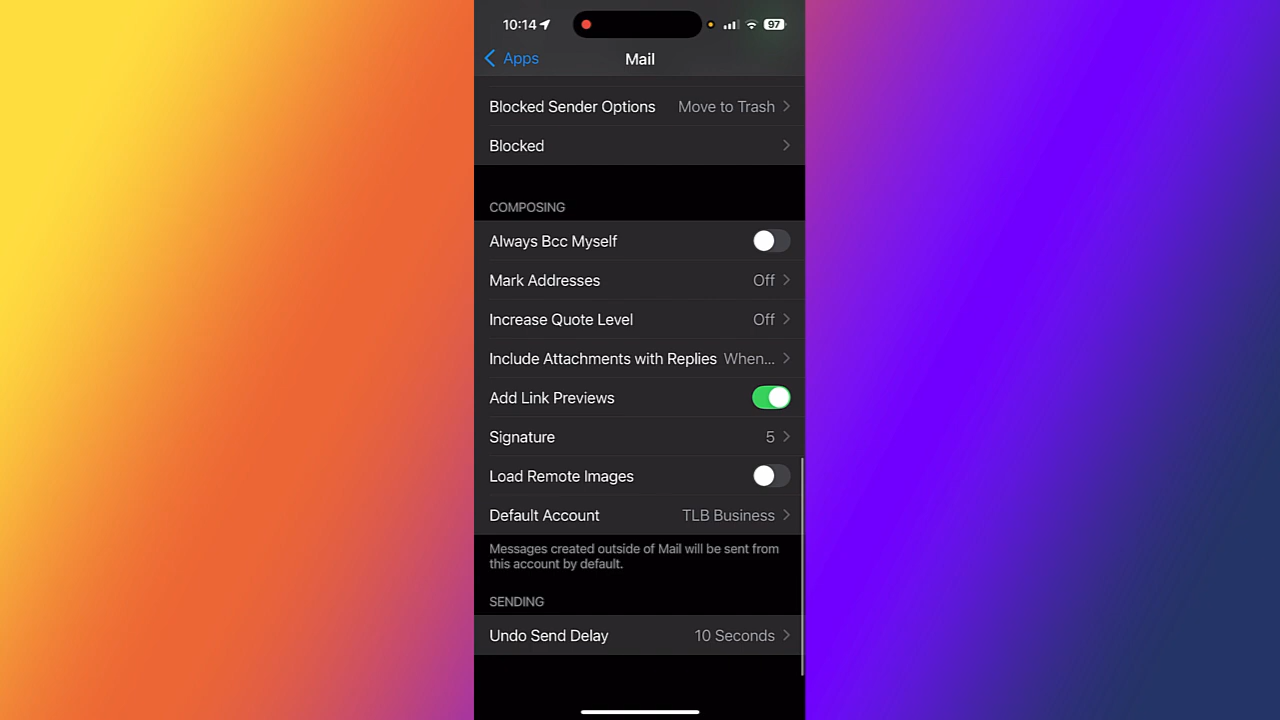 10:14
97
Apps
Mail
Blocked Sender Options Move to Trash
Blocked
COMPOSING
Always Bcc Myself
Mark Addresses Off
Increase Quote Level Off
Include Attachments with Replies When...
Add Link Previews
Signature 5
Load Remote Images
Default Account TLB Business
Messages created outside of Mail will be sent from
this account by default.
SENDING
Undo Send Delay 10 Seconds